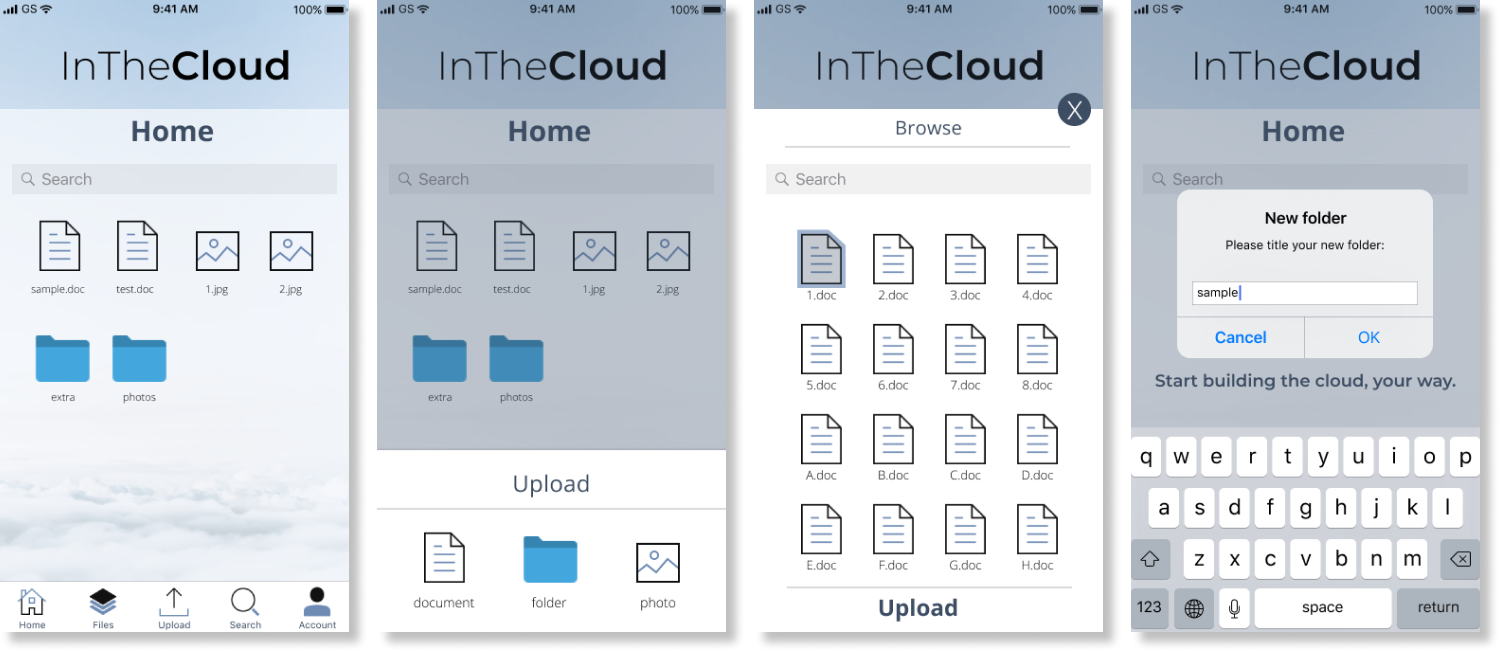 GS 9:41 AM 100%
InTheCloud
Home
Search
sample.doc test.doc 1.jpg 2.jpg
extra photos
Home Files Upload Search Account
GS 9:41 AM 100%
InTheCloud
Home
Search
sample.doc test.doc 1.jpg 2.jpg
extra photos
Upload
document folder photo
GS 9:41 AM 100%
InTheCloud
X
Browse
Search
1.doc 2.doc 3.doc 4.doc
5.doc 6.doc 7.doc 8.doc
A.doc B.doc C.doc D.doc
E.doc F.doc G.doc H.doc
Upload
GS 9:41 AM 100%
InTheCloud
Home
Search
New folder
Please title your new folder:
sample
Cancel OK
Start building the cloud, your way.
q w e r t y u i o p
a s d f g h j k l
z x c v b n m
123 space return